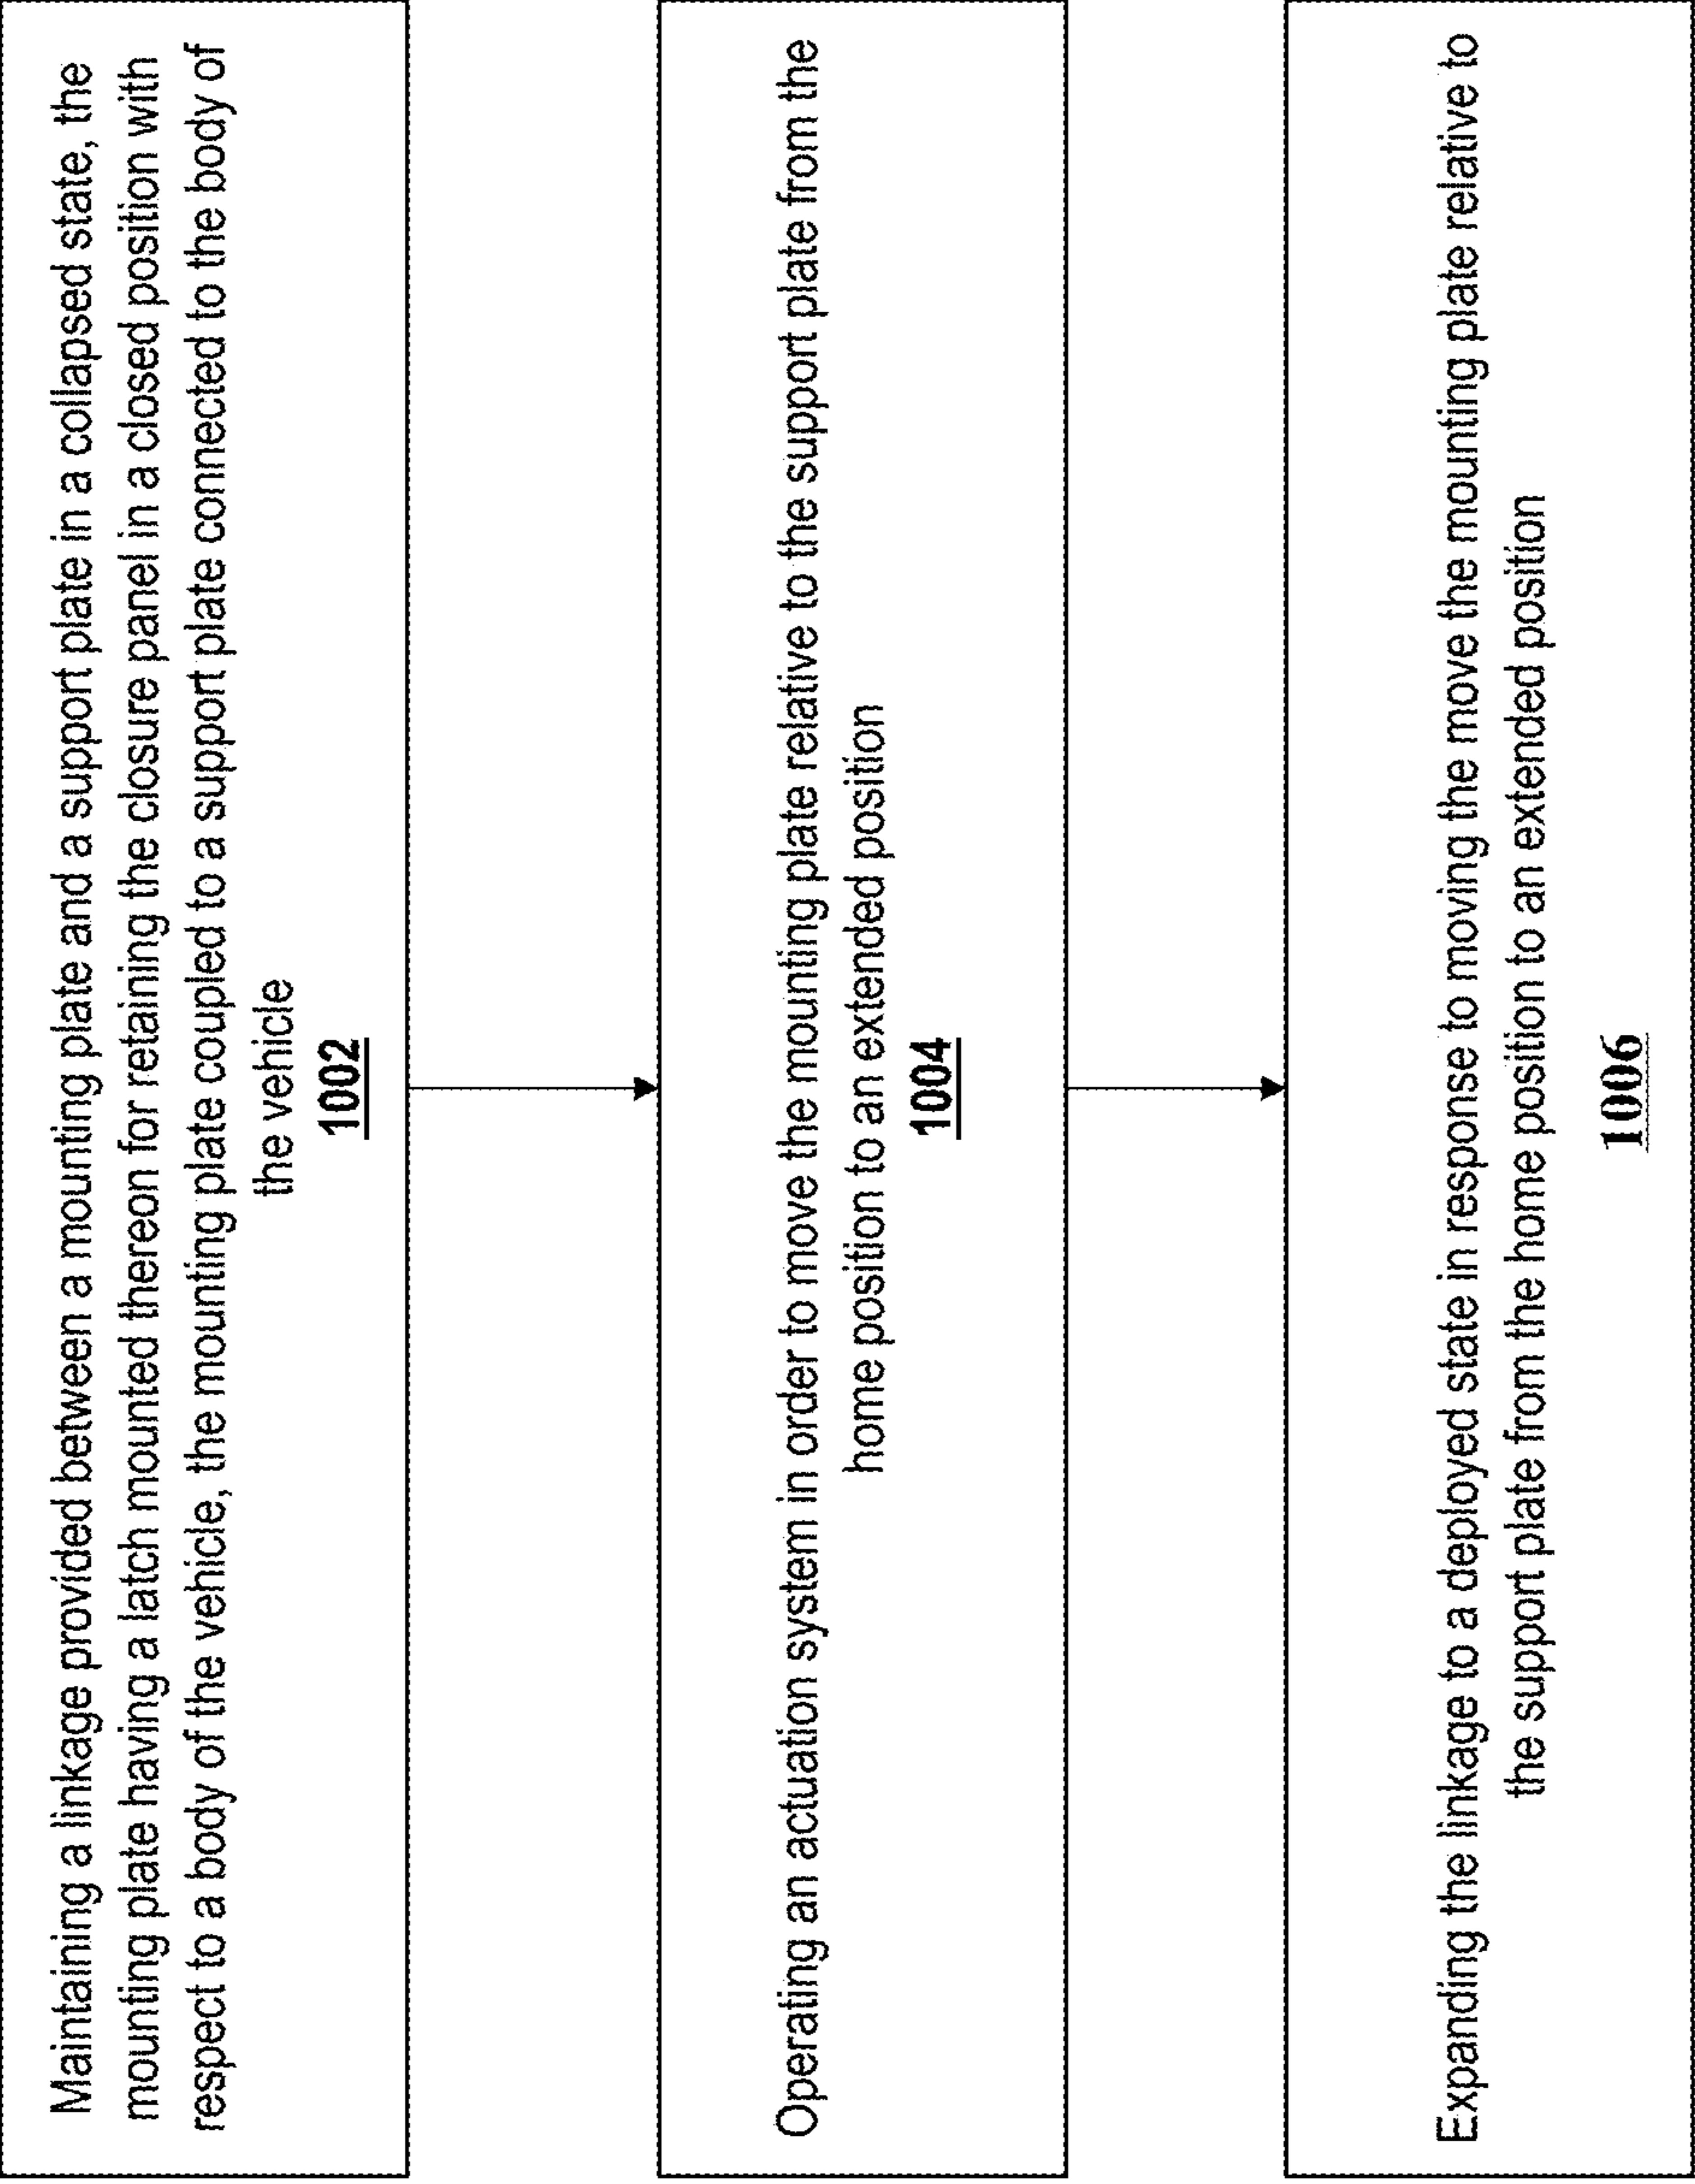 Maintaining a linkage provided between a mounting plate and a support plate in a collapsed state, the
mounting plate having a latch mounted thereon for retaining the closure panel in a closed position with
respect to a body of the vehicle, the mounting plate coupled to a support plate connected to the body of
the vehicle
1002
Operating an actuation system in order to move the mounting plate relative to the support plate from the
home position to an extended position
1004
Expanding the linkage to a deployed state in response to moving the move the mounting plate relative to
the support plate from the home position to an extended position
1006